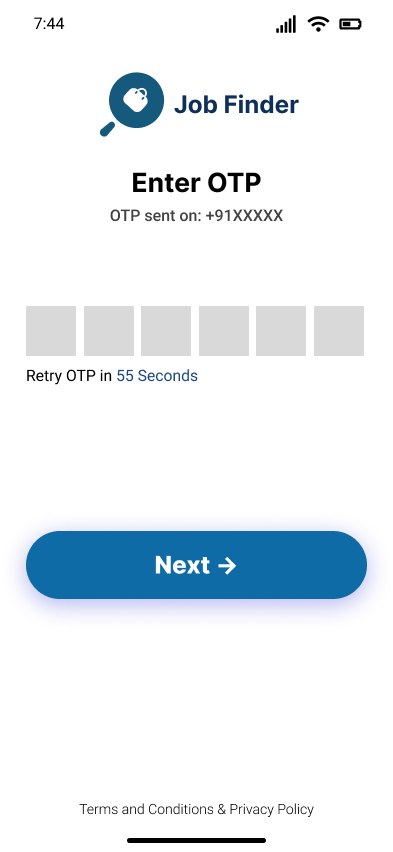 7:44
Job Finder
Enter OTP
OTP sent on: +91XXXXX
Retry OTP in 55 Seconds
Next →
Terms and Conditions & Privacy Policy